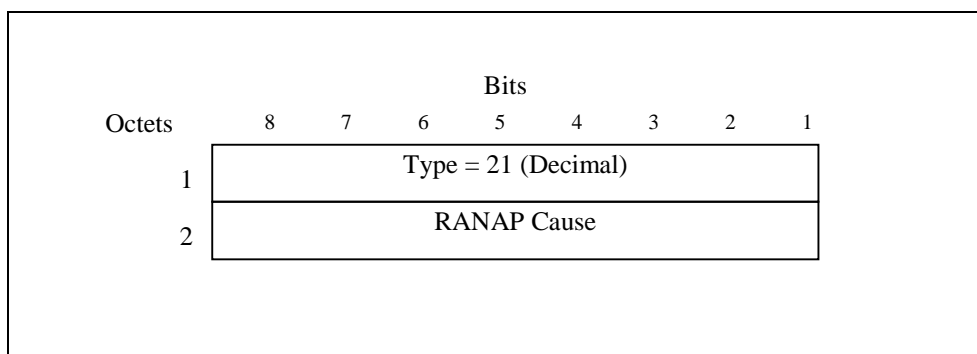 Bits
Octets 8 7 6 5 4 3 2 1
1 Type = 21 (Decimal)
2 RANAP Cause